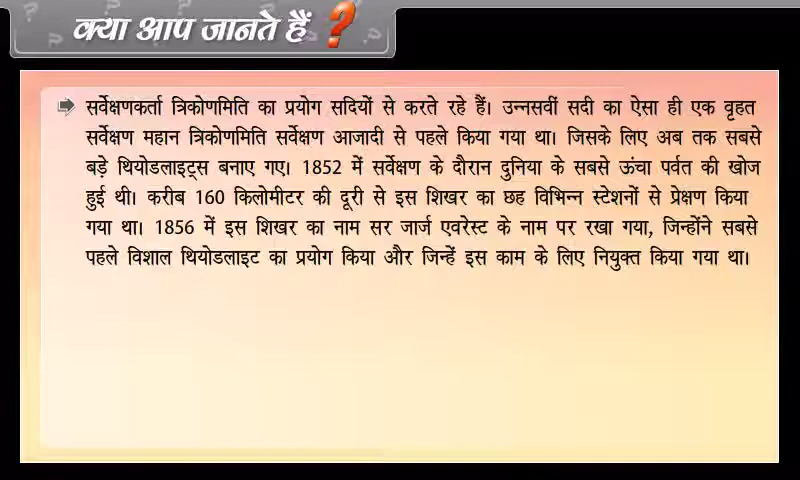 क्या आप जानते हैं ?
सर्वेक्षणकर्ता त्रिकोणमिति का प्रयोग सदियों से करते रहे हैं। उन्नसवीं सदी का ऐसा ही एक वृहत
सर्वेक्षण महान त्रिकोणमिति सर्वेक्षण आजादी से पहले किया गया था। जिसके लिए अब तक सबसे
बड़े थियोडलाइट्स बनाए गए। 1852 में सर्वेक्षण के दौरान दुनिया के सबसे ऊंचा पर्वत की खोज
हुई थी। करीब 160 किलोमीटर की दूरी से इस शिखर का छह विभिन्न स्टेशनों से प्रेक्षण किया
गया था। 1856 में इस शिखर का नाम सर जार्ज एवरेस्ट के नाम पर रखा गया, जिन्होंने सबसे
पहले विशाल थियोडलाइट का प्रयोग किया और जिन्हें इस काम के लिए नियुक्त किया गया था।